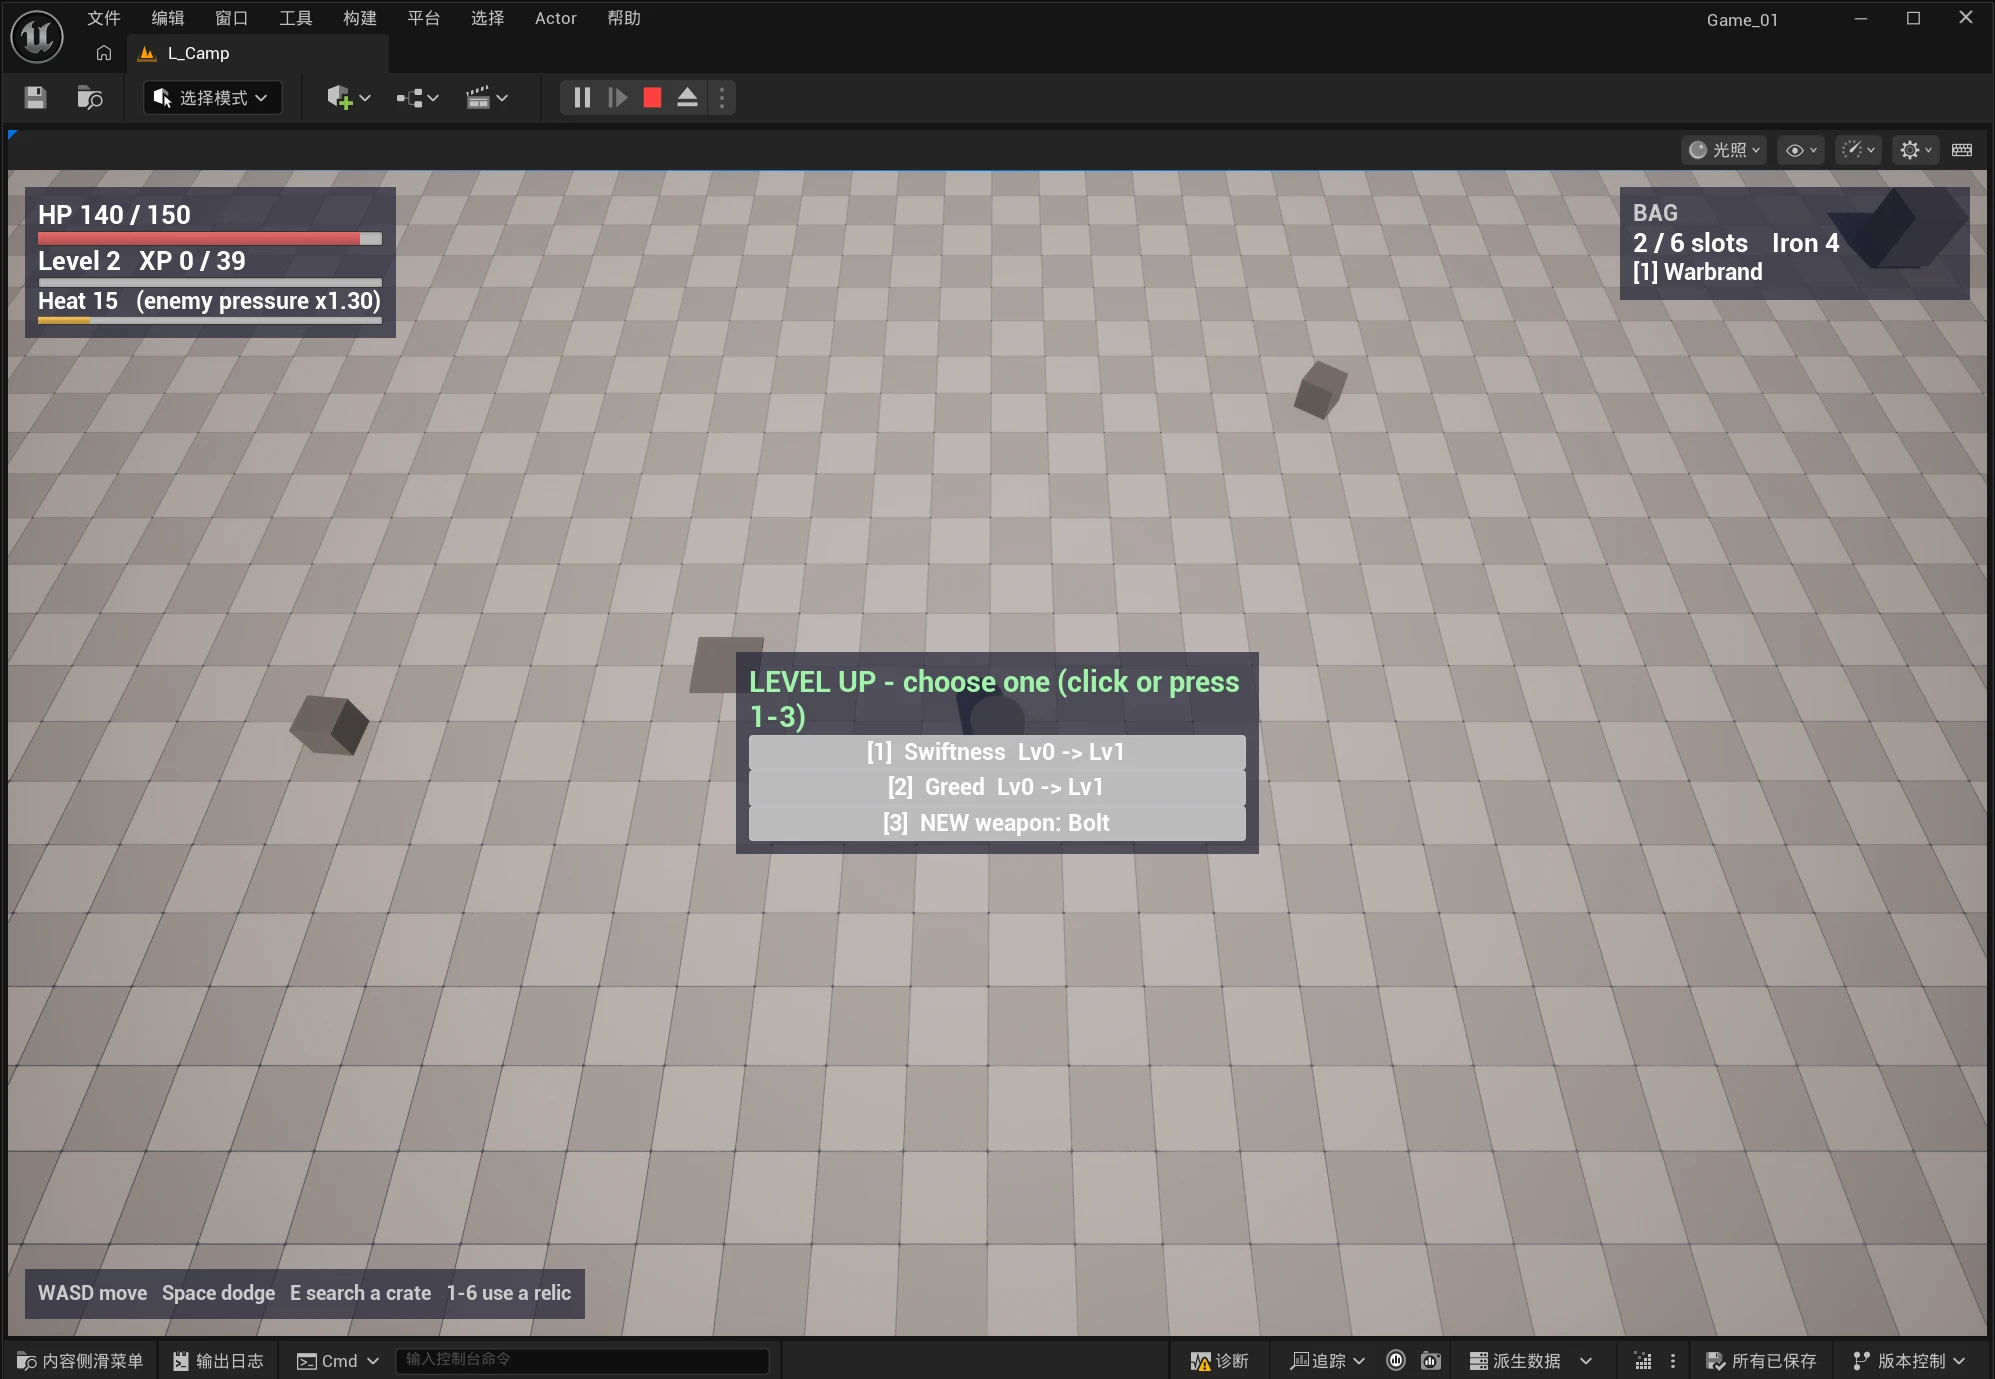 文件 编辑 窗口 工具 构建 平台 选择 Actor 帮助 Game_01
L_Camp
选择模式
光照
HP 140 / 150
Level 2 XP 0 / 39
Heat 15 (enemy pressure x1.30)
BAG
2 / 6 slots Iron 4
[1] Warbrand
LEVEL UP - choose one (click or press
1-3)
[1] Swiftness Lv0 -> Lv1
[2] Greed Lv0 -> Lv1
[3] NEW weapon: Bolt
WASD move Space dodge E search a crate 1-6 use a relic
内容侧滑菜单 输出日志 Cmd 输入控制台命令 诊断 追踪 派生数据 所有已保存 版本控制